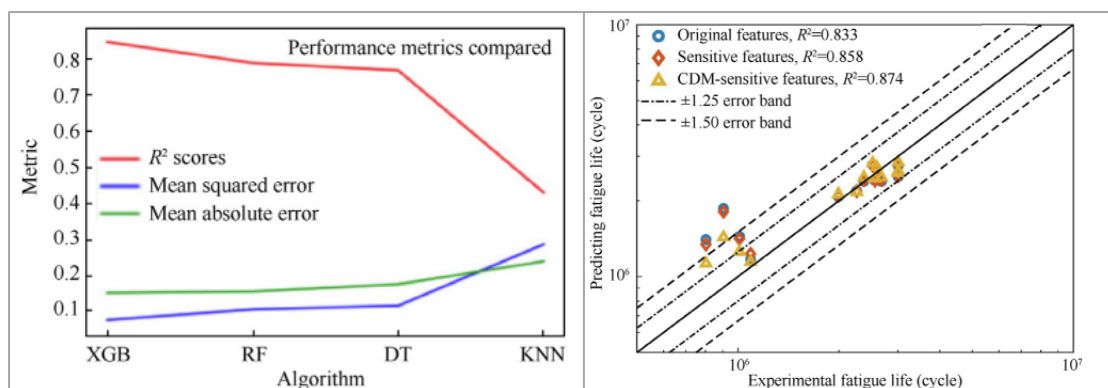 Performance metrics compared
0.8
0.7
0.6
0.5
0.4
0.3
0.2
0.1
Metric
R² scores
Mean squared error
Mean absolute error
XGB RF DT KNN
Algorithm
10⁷
Original features, R²=0.833
Sensitive features, R²=0.858
CDM-sensitive features, R²=0.874
±1.25 error band
±1.50 error band
Predicting fatigue life (cycle)
10⁶
10⁶ 10⁷
Experimental fatigue life (cycle)